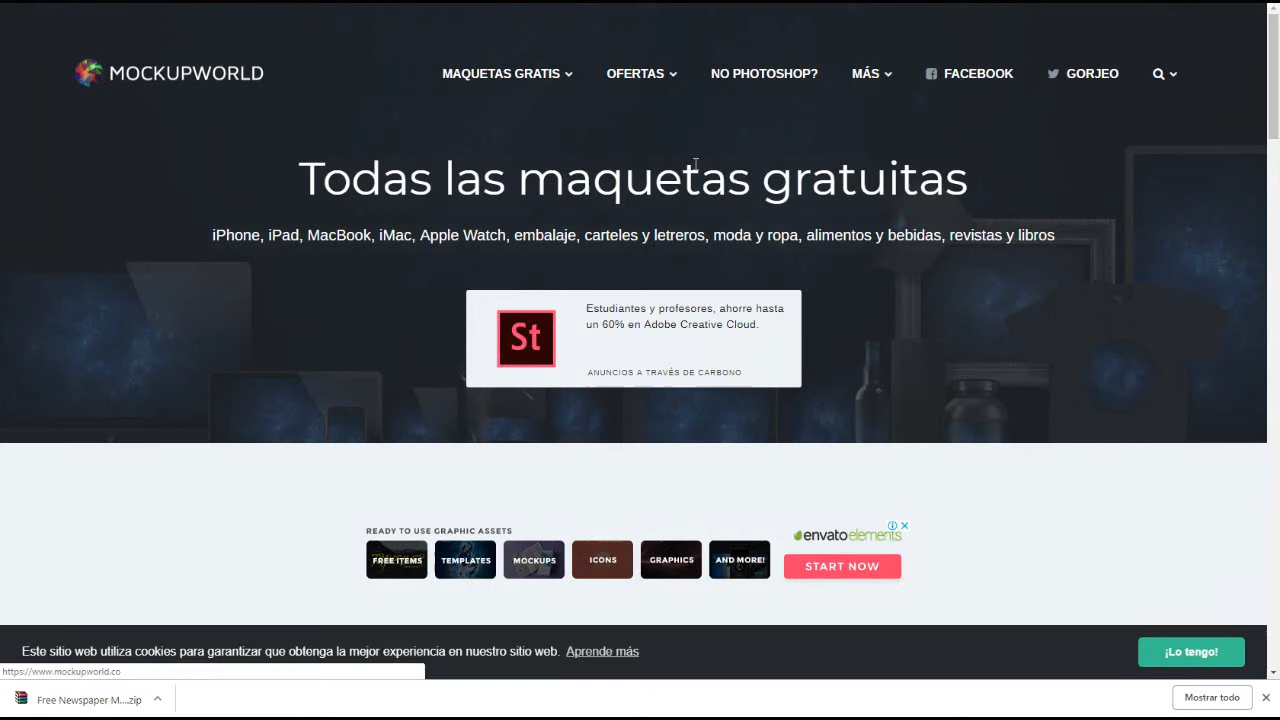 MOCKUPWORLD
MAQUETAS GRATIS
OFERTAS
NO PHOTOSHOP?
MÁS
FACEBOOK
GORJEO
Todas las maquetas gratuitas
iPhone, iPad, MacBook, iMac, Apple Watch, embalaje, carteles y letreros, moda y ropa, alimentos y bebidas, revistas y libros
St
Estudiantes y profesores, ahorre hasta
un 60% en Adobe Creative Cloud.
ANUNCIOS A TRAVÉS DE CARBONO
READY TO USE GRAPHIC ASSETS
FREE ITEMS
TEMPLATES
MOCKUPS
ICONS
GRAPHICS
AND MORE!
envatoelements
START NOW
Este sitio web utiliza cookies para garantizar que obtenga la mejor experiencia en nuestro sitio web. Aprende más
¡Lo tengo!
https://www.mockupworld.co
Free Newspaper M....zip
Mostrar todo